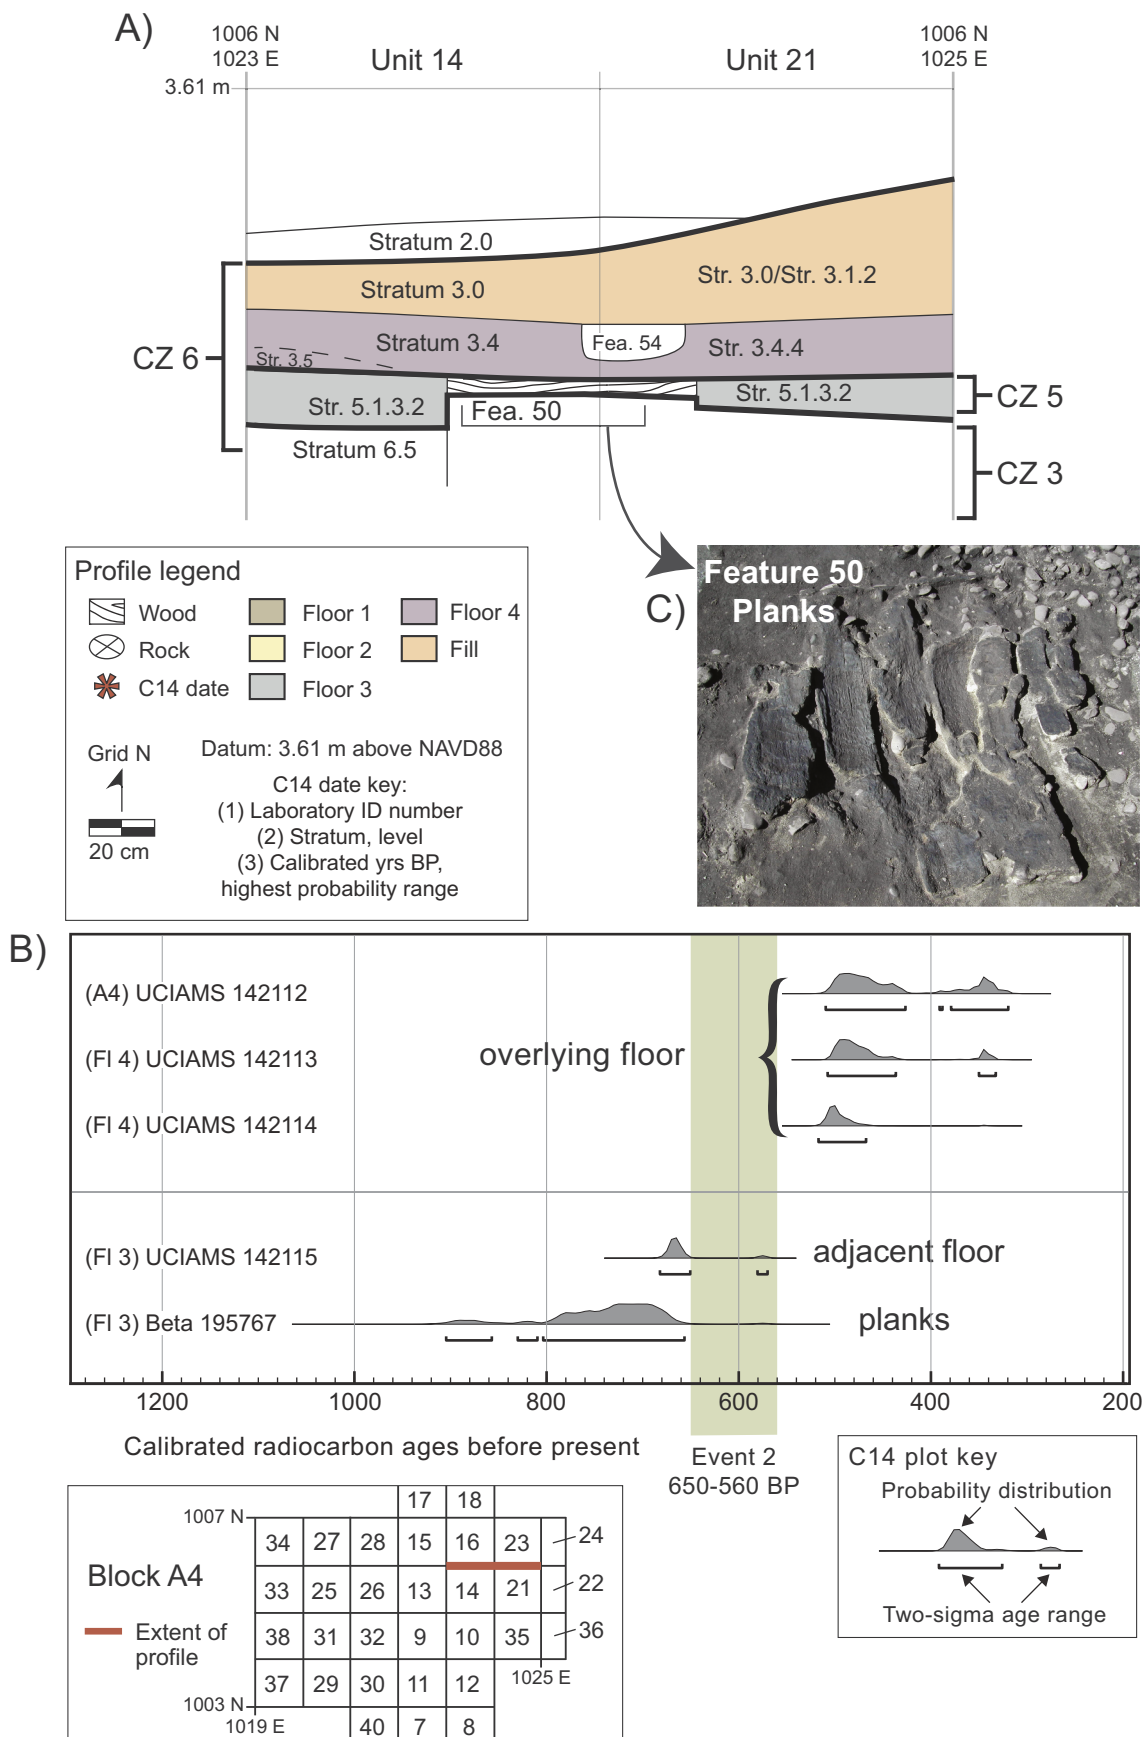 A)
1006 N
1023 E
Unit 14
Unit 21
1006 N
1025 E
3.61 m
Stratum 2.0
Stratum 3.0
Str. 3.0/Str. 3.1.2
CZ 6
Stratum 3.4
Fea. 54
Str. 3.4.4
Str. 3.5
Str. 5.1.3.2
Str. 5.1.3.2
CZ 5
Fea. 50
Stratum 6.5
CZ 3
Profile legend
Wood
Rock
C14 date
Floor 1
Floor 2
Floor 3
Floor 4
Fill
Grid N
20 cm
Datum: 3.61 m above NAVD88
C14 date key:
(1) Laboratory ID number
(2) Stratum, level
(3) Calibrated yrs BP,
highest probability range
C)
Feature 50
Planks
B)
(A4) UCIAMS 142112
(Fl 4) UCIAMS 142113
(Fl 4) UCIAMS 142114
overlying floor
(Fl 3) UCIAMS 142115
adjacent floor
(Fl 3) Beta 195767
planks
1200 1000 800 600 400 200
Calibrated radiocarbon ages before present
Event 2
650-560 BP
C14 plot key
Probability distribution
Two-sigma age range
Block A4
Extent of
profile
1007 N
1003 N
1019 E
1025 E
17 18
34 27 28 15 16 23 24
33 25 26 13 14 21 22
38 31 32 9 10 35 36
37 29 30 11 12
40 7 8